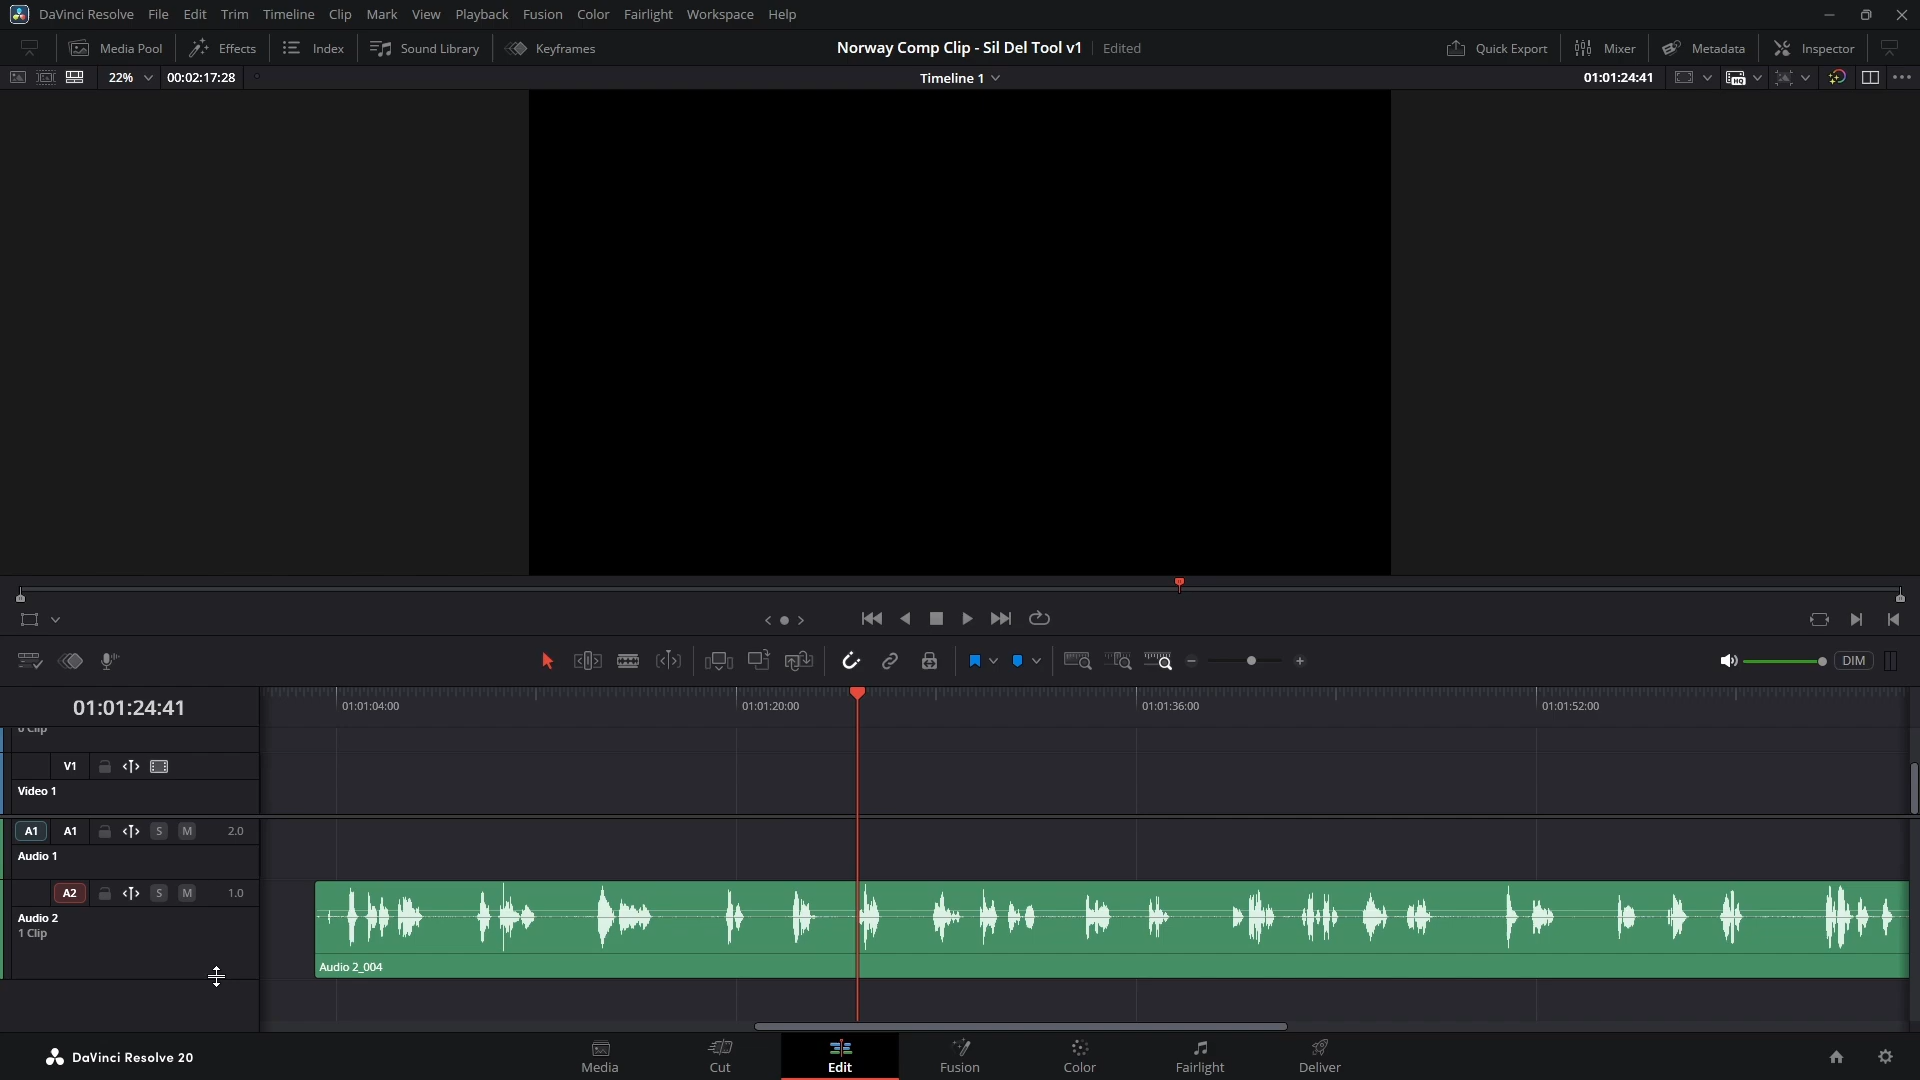 DaVinci Resolve File Edit Trim Timeline Clip Mark View Playback Fusion Color Fairlight Workspace Help
Media Pool Effects Index Sound Library Keyframes Norway Comp Clip - Sil Del Tool v1 Edited Quick Export Mixer Metadata Inspector
22% 00:02:17:28 Timeline 1 01:01:24:41 HQ
DIM
01:01:24:41 01:01:04:00 01:01:20:00 01:01:36:00 01:01:52:00
V1
Video 1
A1 A1 S M 2.0
Audio 1
A2 S M 1.0
Audio 2
1 Clip
Audio 2_004
DaVinci Resolve 20 Media Cut Edit Fusion Color Fairlight Deliver